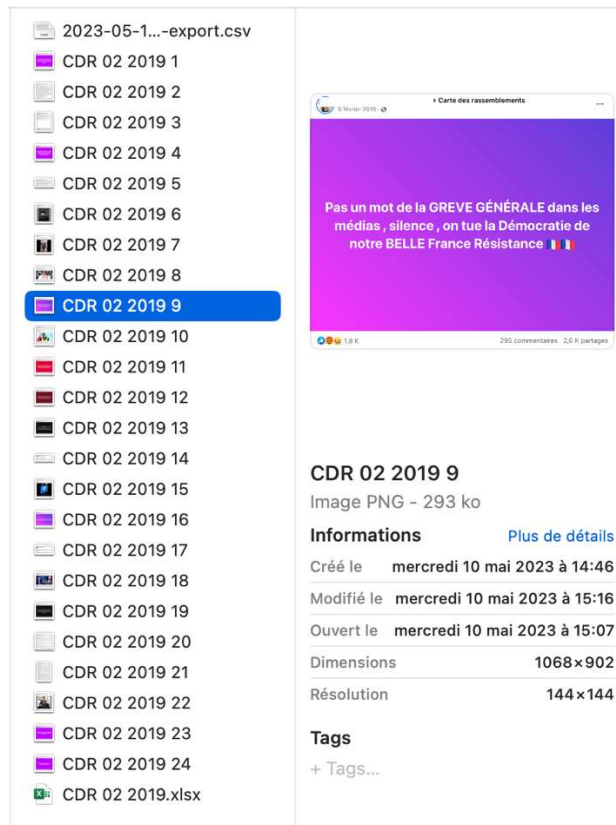 2023-05-1...-export.csv
CDR 02 2019 1
CDR 02 2019 2
CDR 02 2019 3
CDR 02 2019 4
CDR 02 2019 5
CDR 02 2019 6
CDR 02 2019 7
CDR 02 2019 8
CDR 02 2019 9
CDR 02 2019 10
CDR 02 2019 11
CDR 02 2019 12
CDR 02 2019 13
CDR 02 2019 14
CDR 02 2019 15
CDR 02 2019 16
CDR 02 2019 17
CDR 02 2019 18
CDR 02 2019 19
CDR 02 2019 20
CDR 02 2019 21
CDR 02 2019 22
CDR 02 2019 23
CDR 02 2019 24
CDR 02 2019.xlsx
Carte des rassemblements
5 février 2019
Pas un mot de la GREVE GÉNÉRALE dans les
médias , silence , on tue la Démocratie de
notre BELLE France Résistance 🇫🇷🇫🇷
1,8 K 295 commentaires 2,6 K partages
CDR 02 2019 9
Image PNG - 293 ko
Informations Plus de détails
Créé le mercredi 10 mai 2023 à 14:46
Modifié le mercredi 10 mai 2023 à 15:16
Ouvert le mercredi 10 mai 2023 à 15:07
Dimensions 1068×902
Résolution 144×144
Tags
+ Tags...